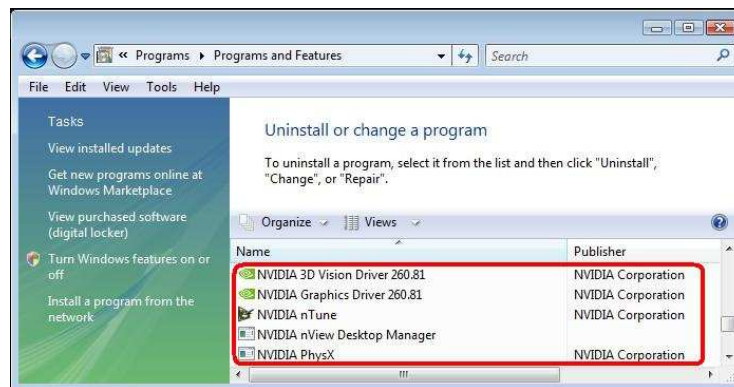 « Programs ▸ Programs and Features
Search
File Edit View Tools Help
Tasks
View installed updates
Get new programs online at
Windows Marketplace
View purchased software
(digital locker)
Turn Windows features on or
off
Install a program from the
network
Uninstall or change a program
To uninstall a program, select it from the list and then click "Uninstall",
"Change", or "Repair".
Organize Views
Name Publisher
NVIDIA 3D Vision Driver 260.81 NVIDIA Corporation
NVIDIA Graphics Driver 260.81 NVIDIA Corporation
NVIDIA nTune NVIDIA Corporation
NVIDIA nView Desktop Manager
NVIDIA PhysX NVIDIA Corporation